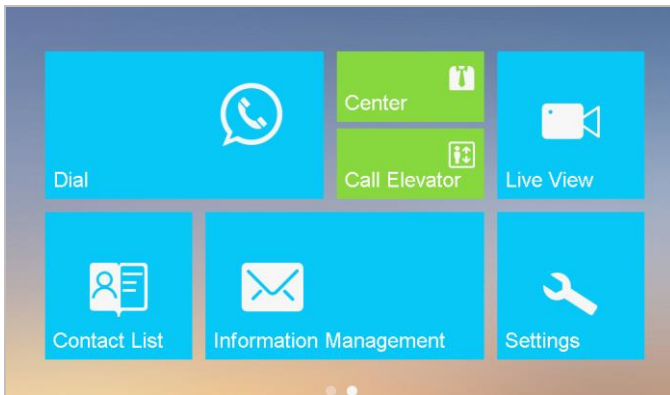 Center
Dial
Call Elevator
Live View
Contact List
Information Management
Settings